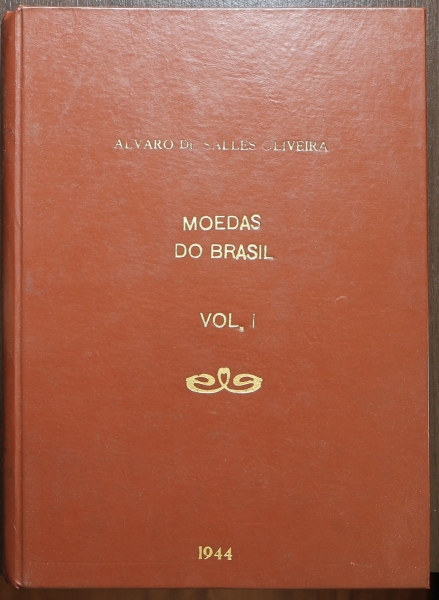 ALVARO DE SALLES OLIVEIRA
MOEDAS
DO BRASIL
VOL. I
1944